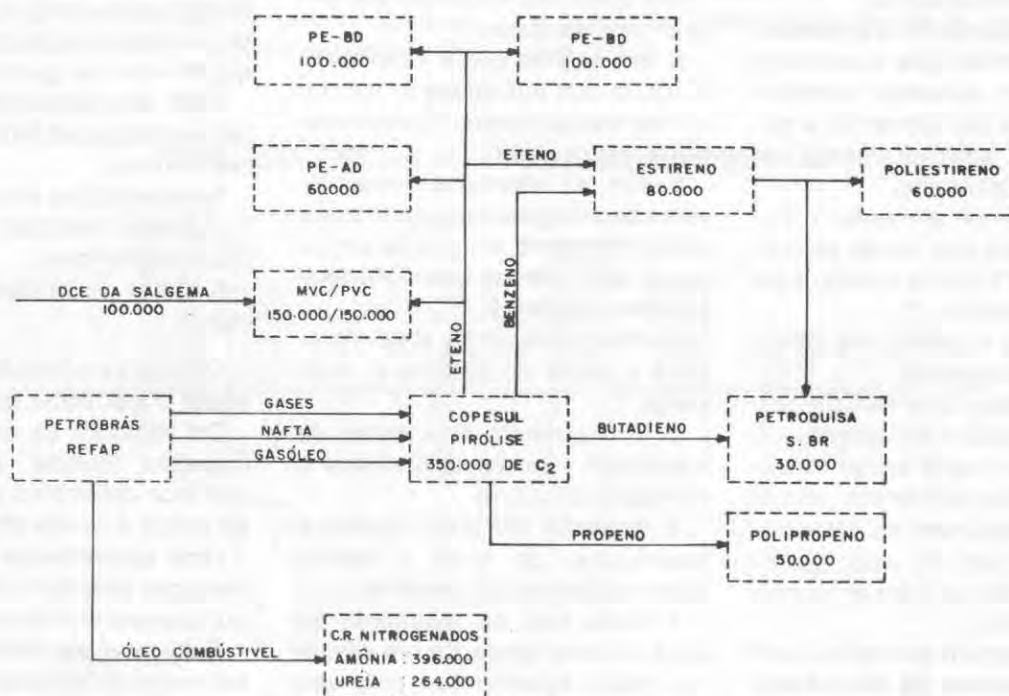 PE-BD
100.000
PE-BD
100.000
PE-AD
60.000
ETENO
ESTIRENO
80.000
POLIESTIRENO
60.000
DCE DA SALGEMA
100.000
MVC/PVC
150.000/150.000
ETENO
BENZENO
PETROBRÁS
REFAP
GASES
NAFTA
GASÓLEO
COPESUL
PIRÓLISE
350.000 DE C2
BUTADIENO
PETROBUSA
S.BR
30.000
PROPENO
POLIPROPENO
50.000
ÓLEO COMBÚSTIVEL
C.R. NITROGENADOS
AMÔNIA : 396.000
URÉIA : 264.000